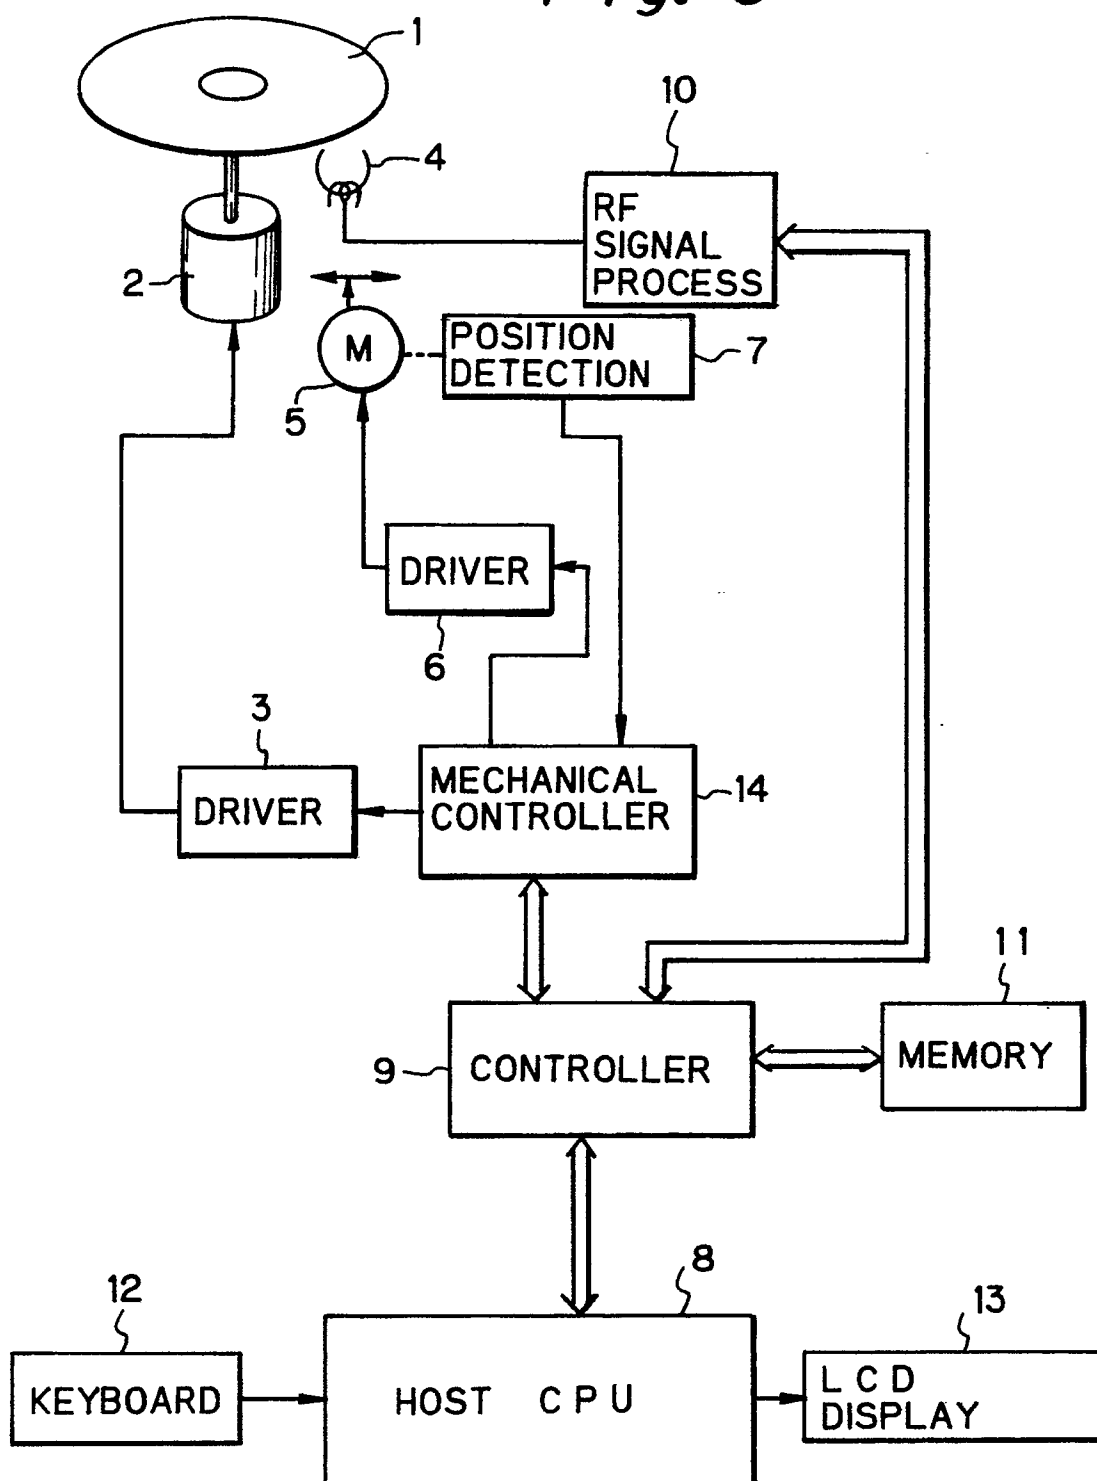 1
10
4
RF
SIGNAL
PROCESS
2
M
POSITION
DETECTION
7
5
DRIVER
6
3
DRIVER
MECHANICAL
CONTROLLER
14
11
9
CONTROLLER
MEMORY
8
12
13
KEYBOARD
HOST CPU
LCD
DISPLAY